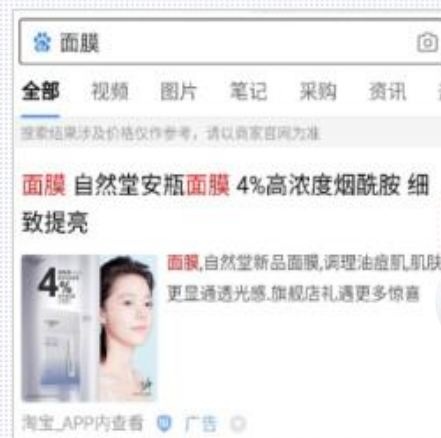 面膜
全部 视频 图片 笔记 采购 资讯
搜索结果涉及价格仅作参考，请以商家官网为准
面膜 自然堂安瓶面膜 4%高浓度烟酰胺 细
致提亮
面膜,自然堂新品面膜,调理油痘肌,肌肤
更显通透光感.旗舰店礼遇更多惊喜
4%
淘宝_APP内查看 广告